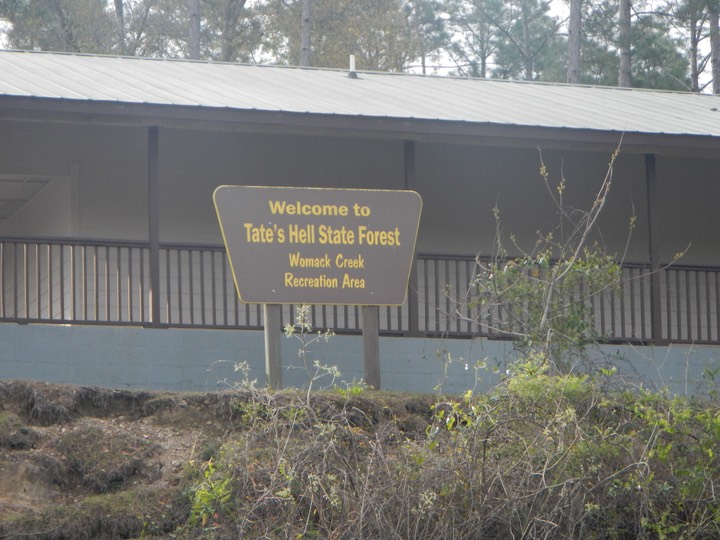 Welcome to
Tate's Hell State Forest
Womack Creek
Recreation Area